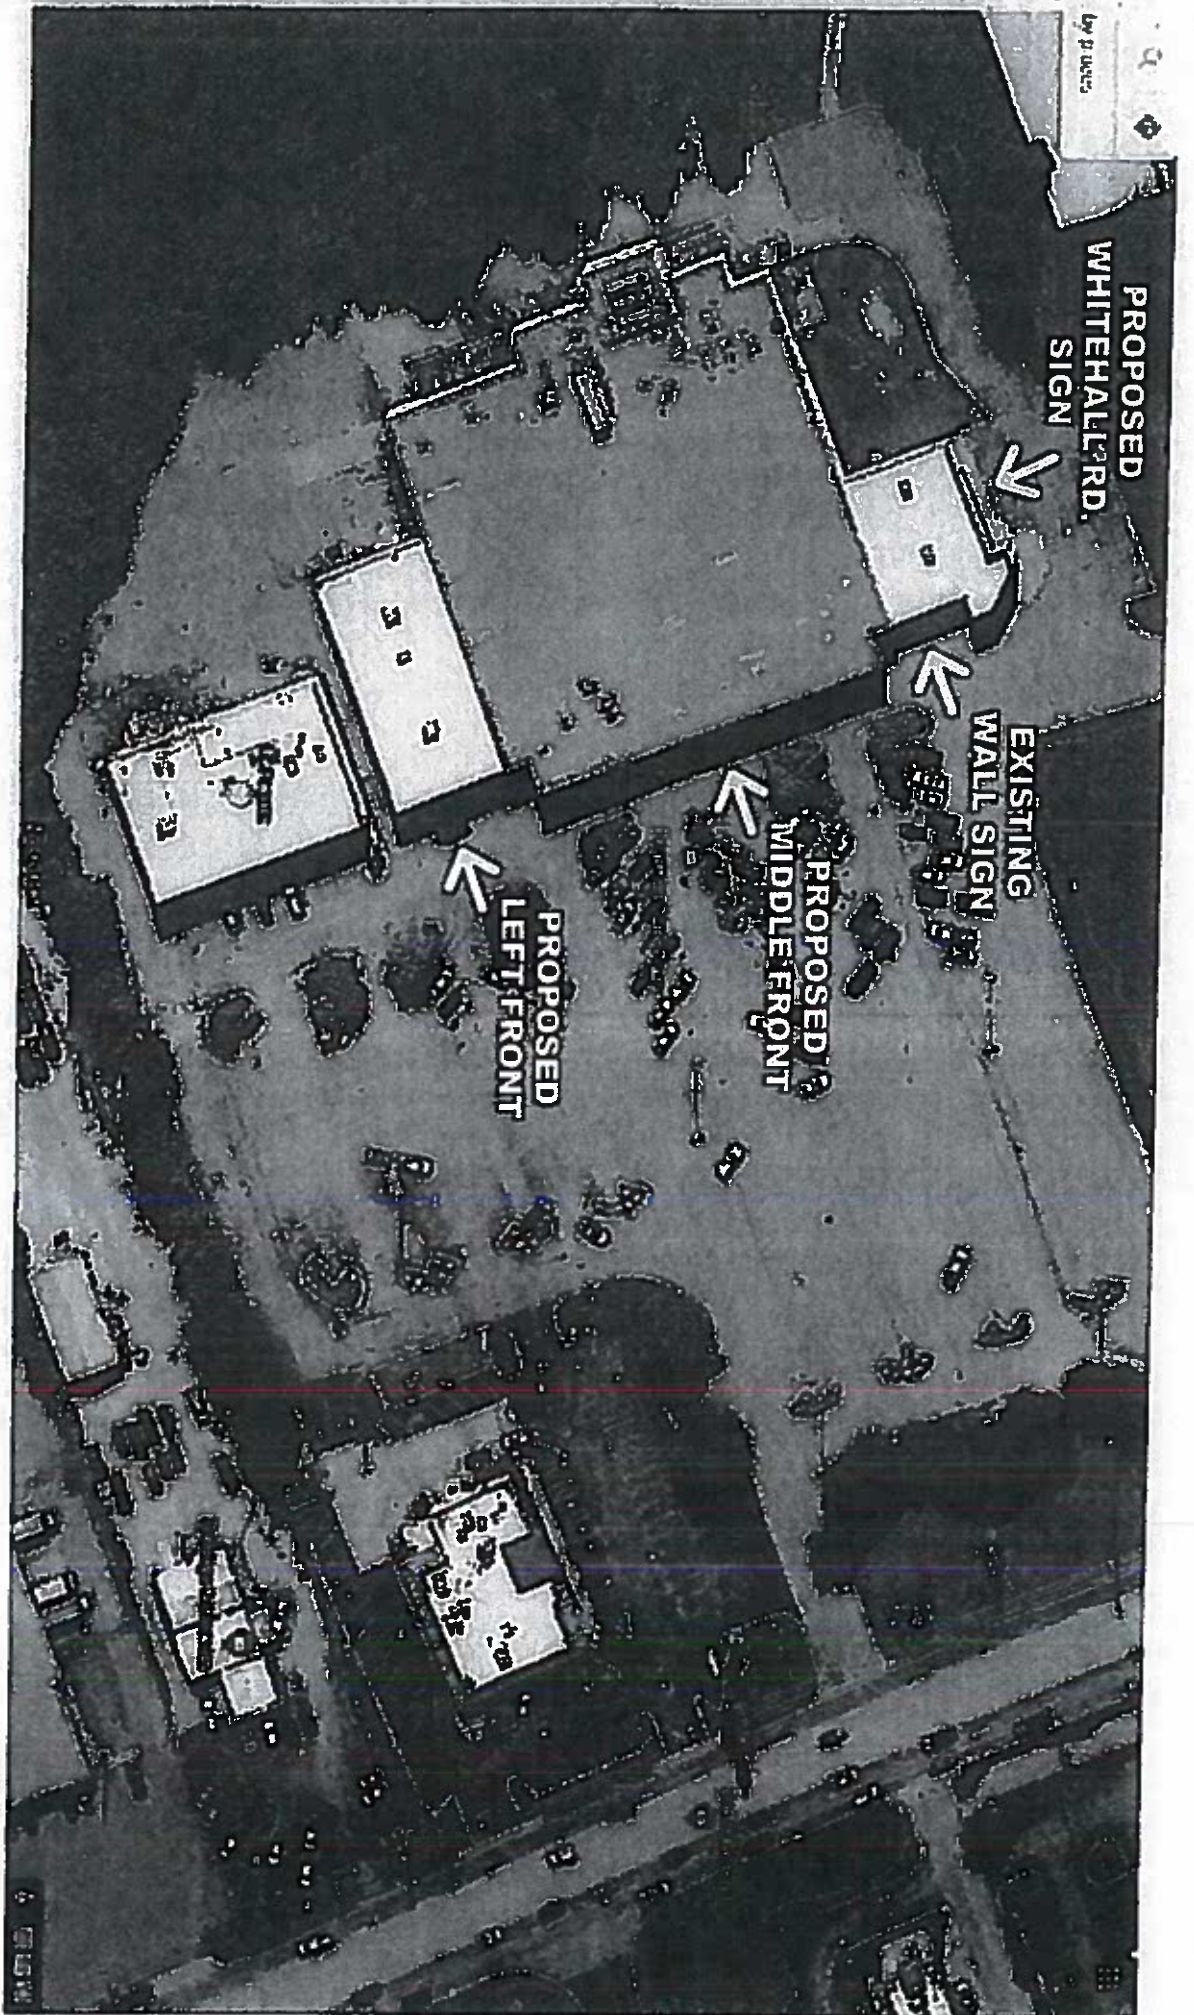 PROPOSED
WHITEHALL RD.
SIGN
EXISTING
WALL SIGN
PROPOSED
MIDDLE FRONT
PROPOSED
LEFT FRONT